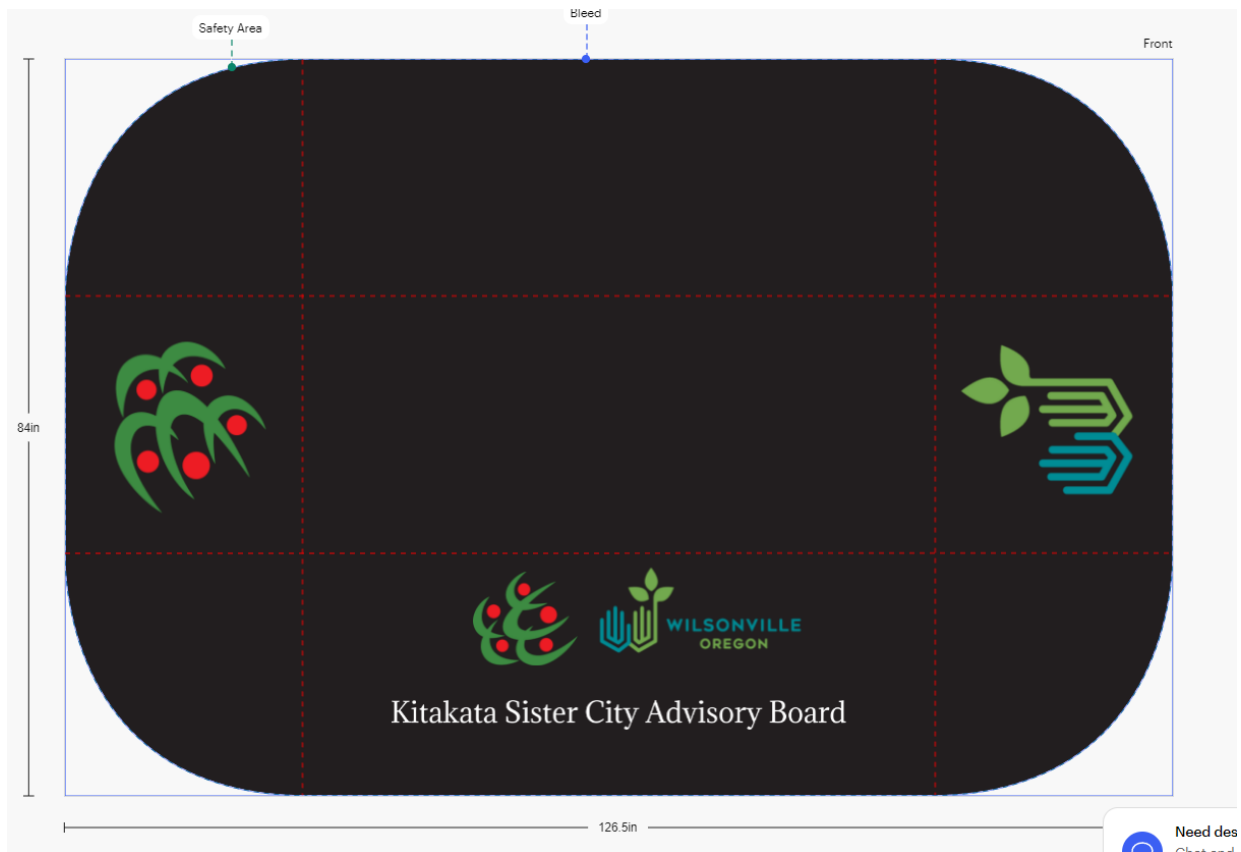 Bleed
Safety Area
Front
84in
WILSONVILLE
OREGON
Kitakata Sister City Advisory Board
126.5in
Need des